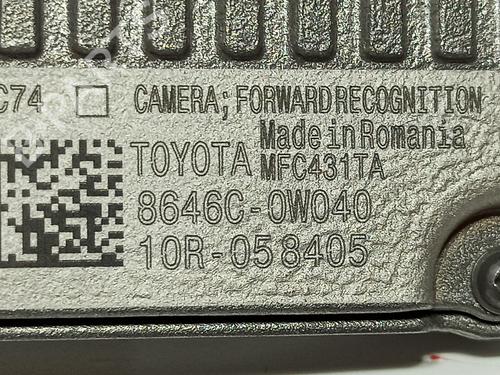 C74 □ CAMERA; FORWARD RECOGNITION
Made in Romania
TOYOTA MFC431TA
8646C-0W040
10R-058405